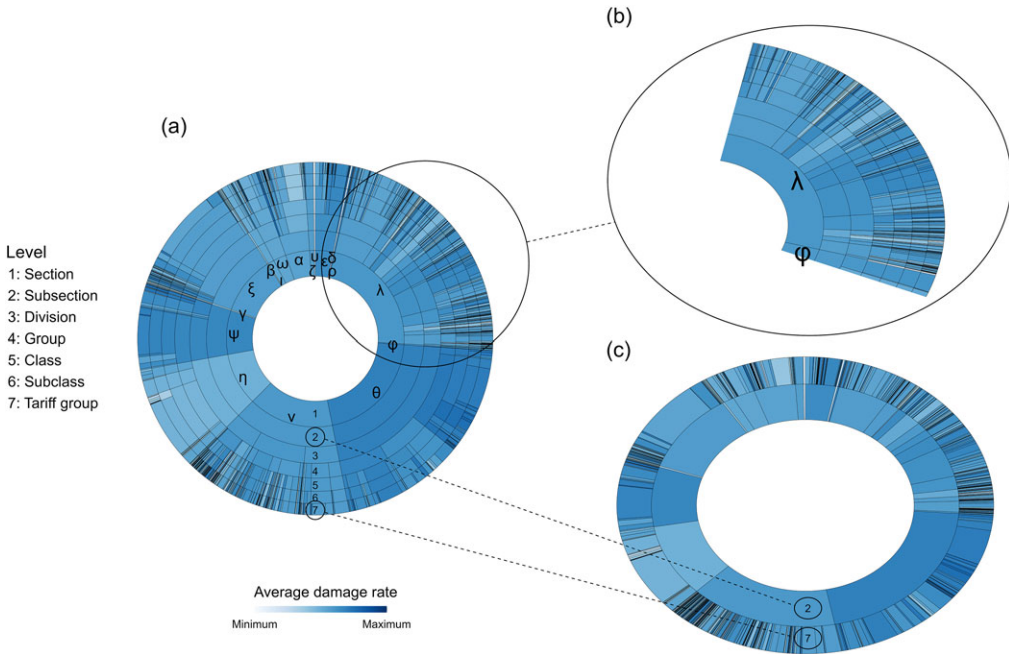 (b)
(a)
λ
φ
Level
1: Section
2: Subsection
3: Division
4: Group
5: Class
6: Subclass
7: Tariff group
β ω α υ ε δ
ι ζ ρ
ξ λ
γ
ψ φ
η θ
ν 1
2
3
4
5
6
7
(c)
2
7
Average damage rate
Minimum Maximum